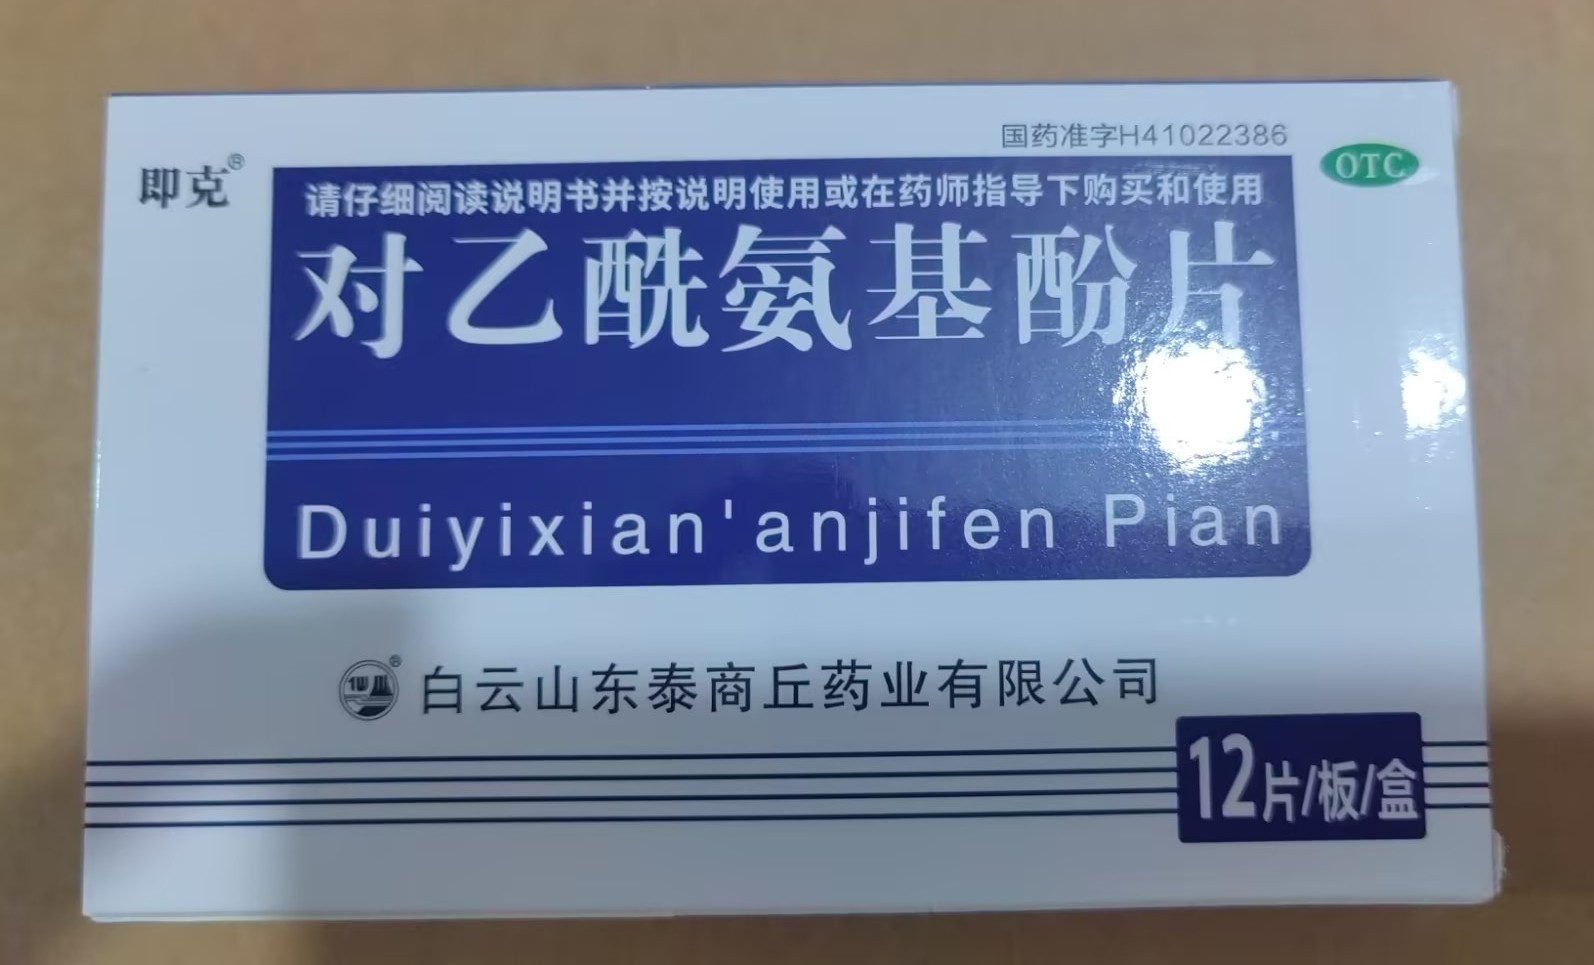 国药准字H41022386
即克®
OTC
请仔细阅读说明书并按说明使用或在药师指导下购买和使用
对乙酰氨基酚片
Duiyixian'anjifen Pian
® 白云山东泰商丘药业有限公司
12片/板/盒